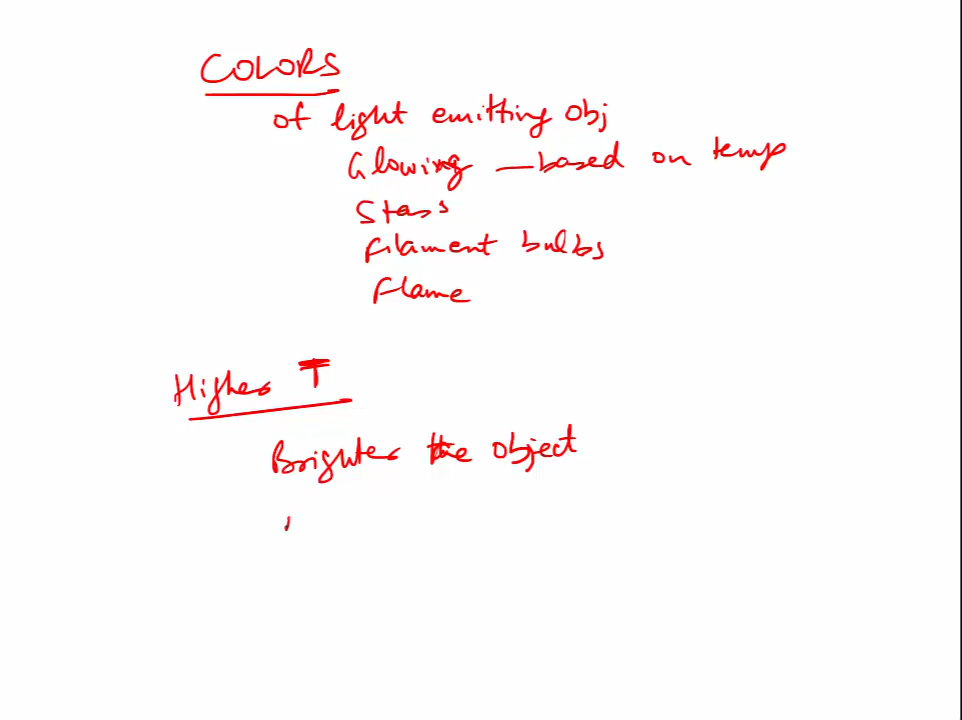 COLORS
of light emitting obj
Glowing — based on temp
Stars
Filament bulbs
Flame
Higher T
Brighter the object